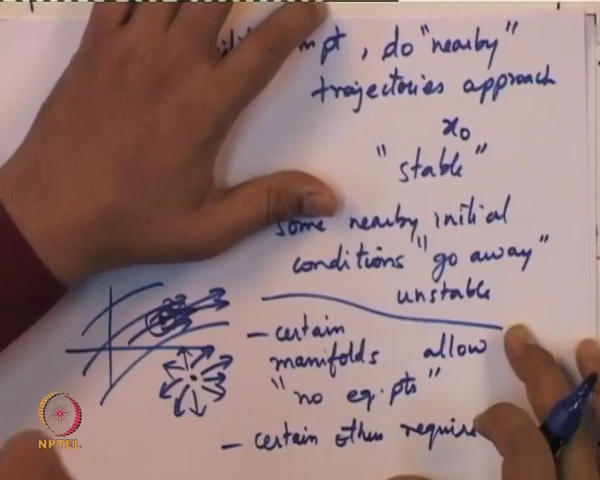 pt, do "nearby"
trajectories approach
x₀
"stable"
some nearby initial
conditions "go away"
unstable
– certain
manifolds allow
"no eq. pts"
– certain others require
NPTEL